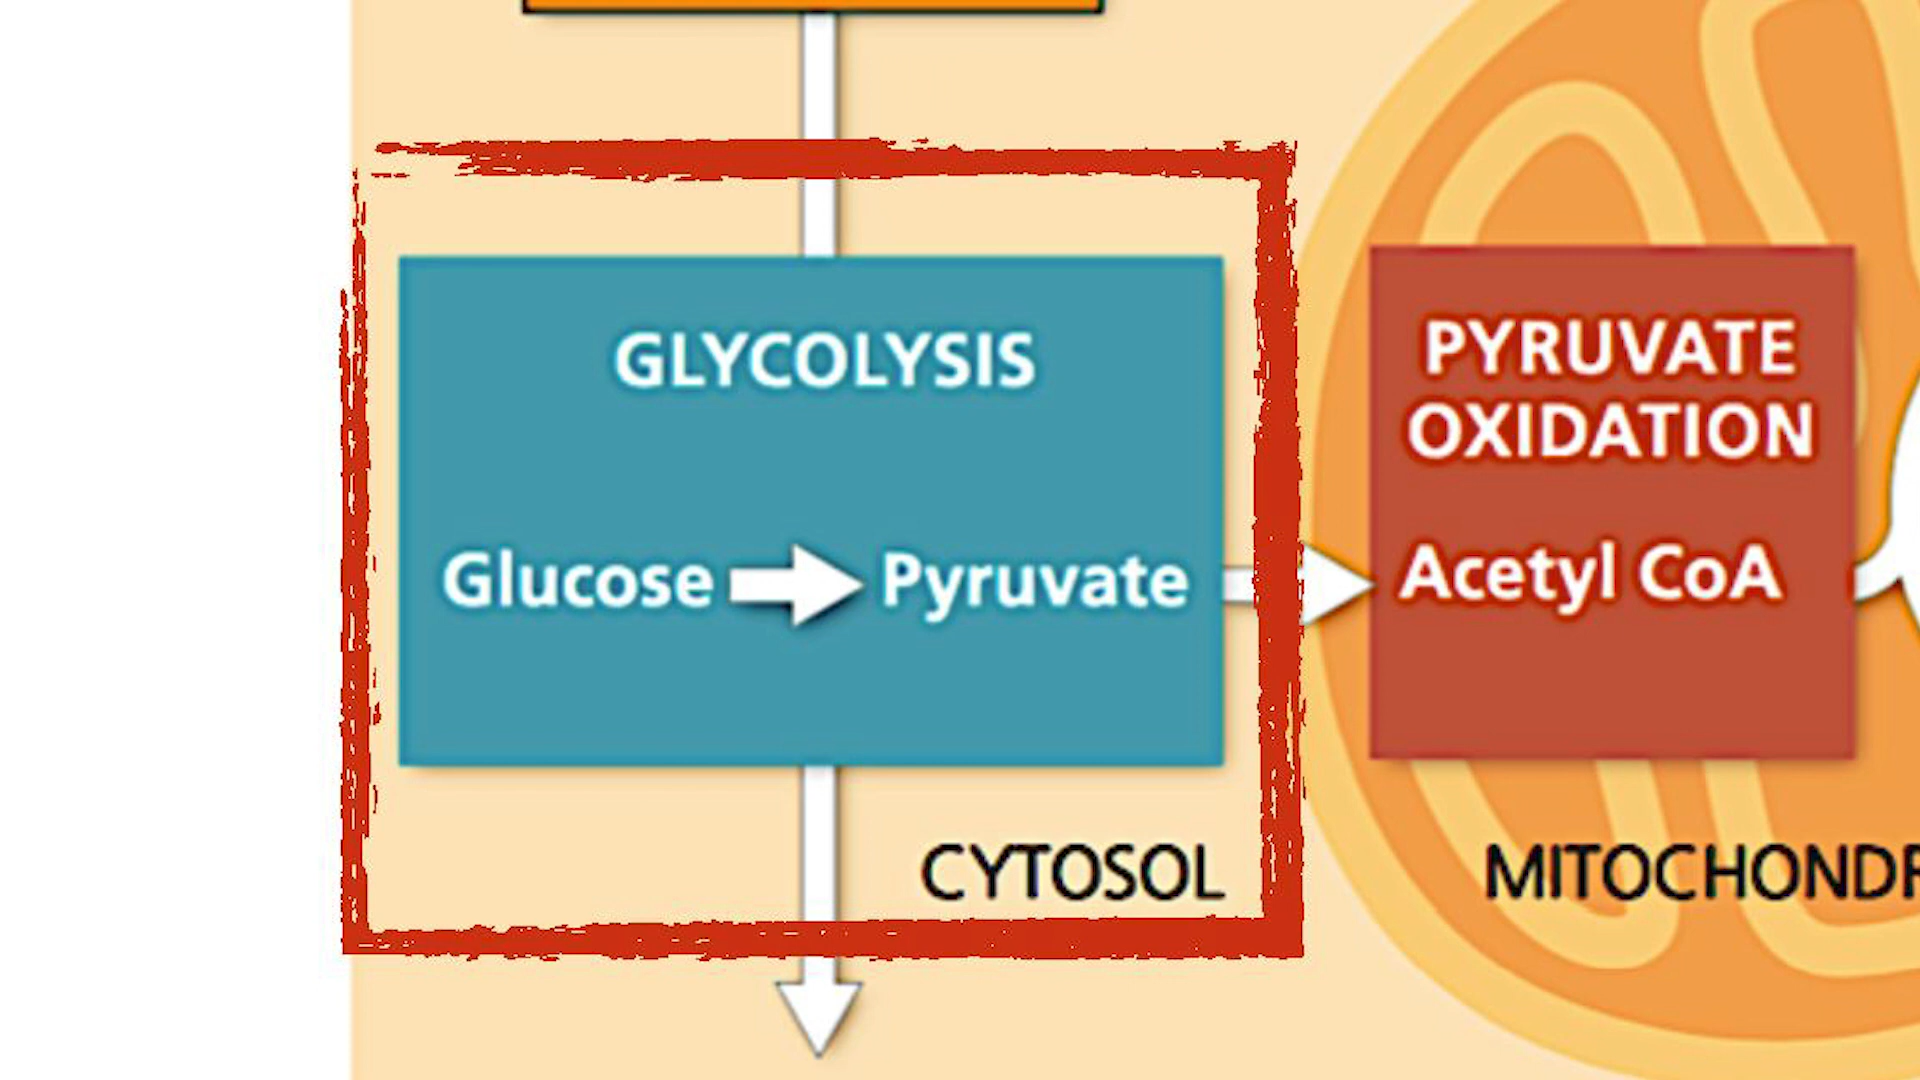 GLYCOLYSIS
Glucose Pyruvate
CYTOSOL
PYRUVATE
OXIDATION
Acetyl CoA
MITOCHONDR